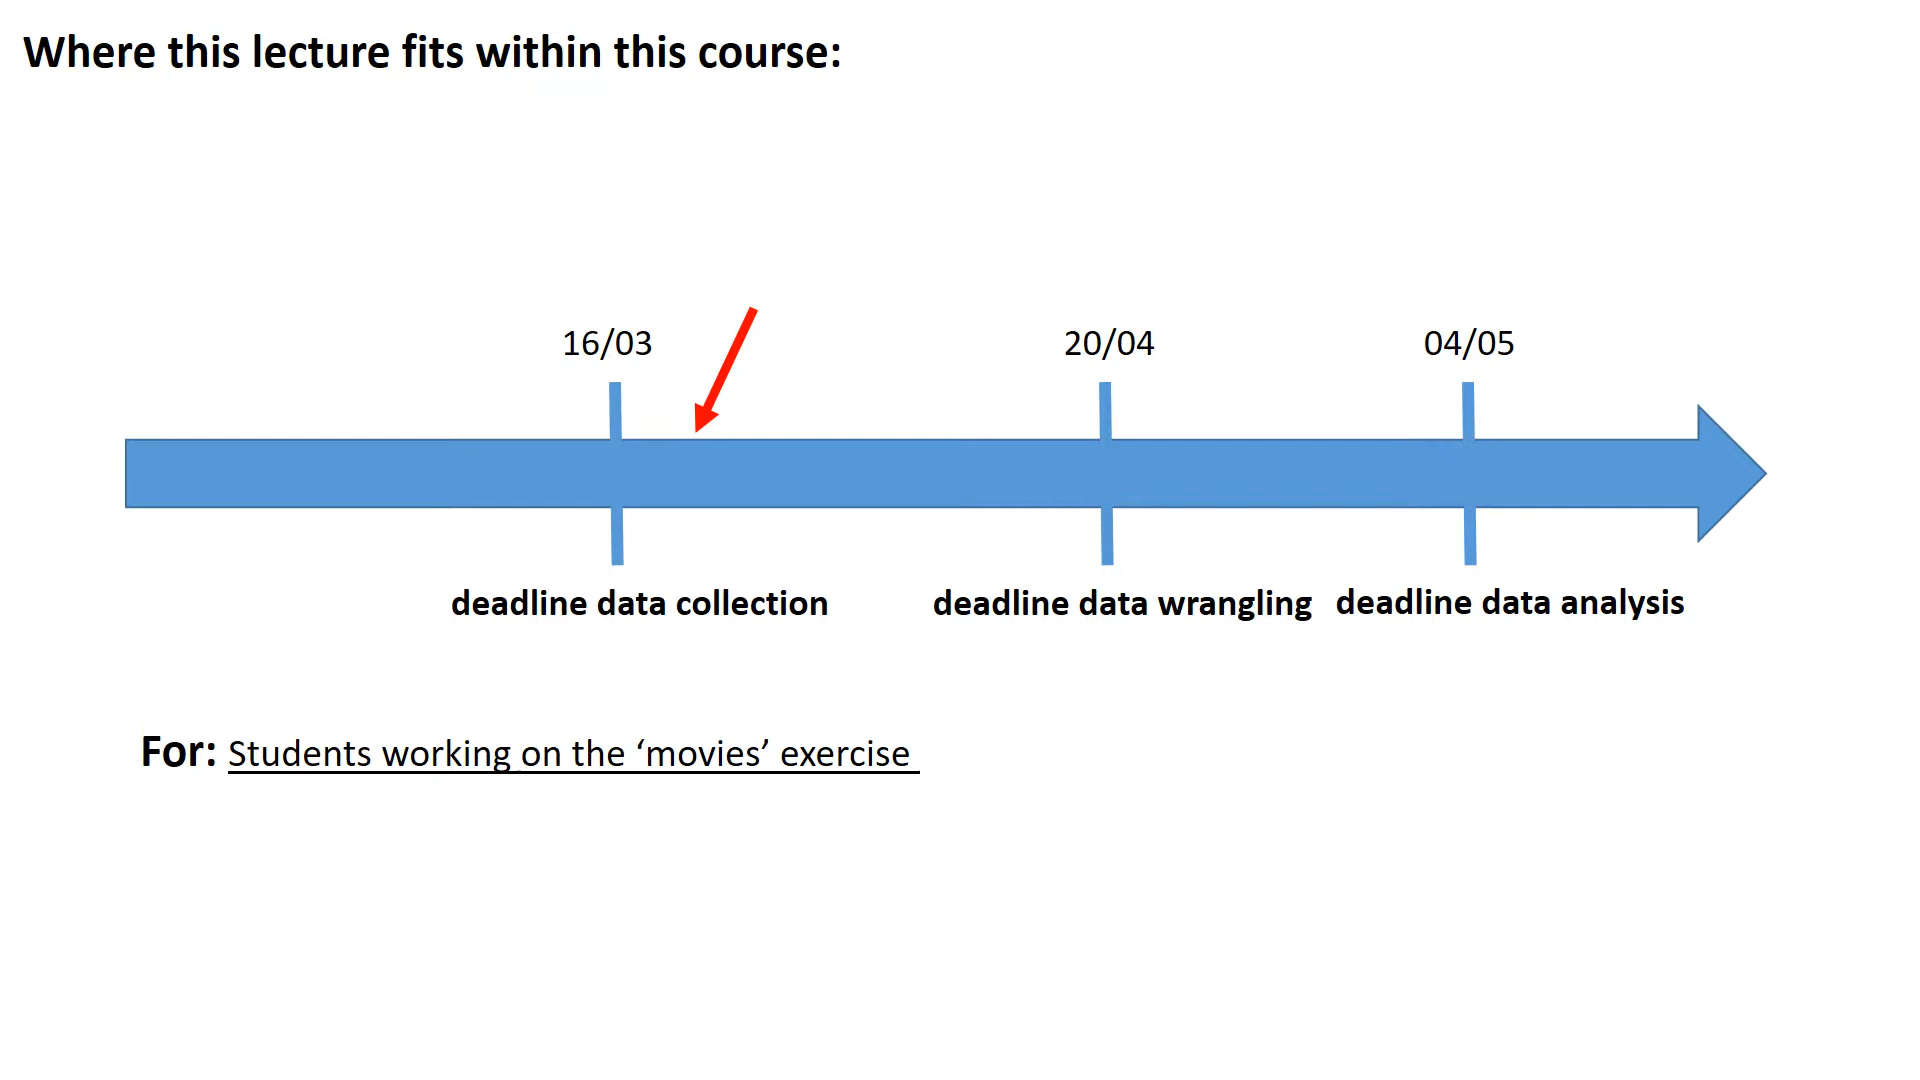 Where this lecture fits within this course:
16/03
20/04
04/05
deadline data collection
deadline data wrangling
deadline data analysis
For: Students working on the ‘movies’ exercise